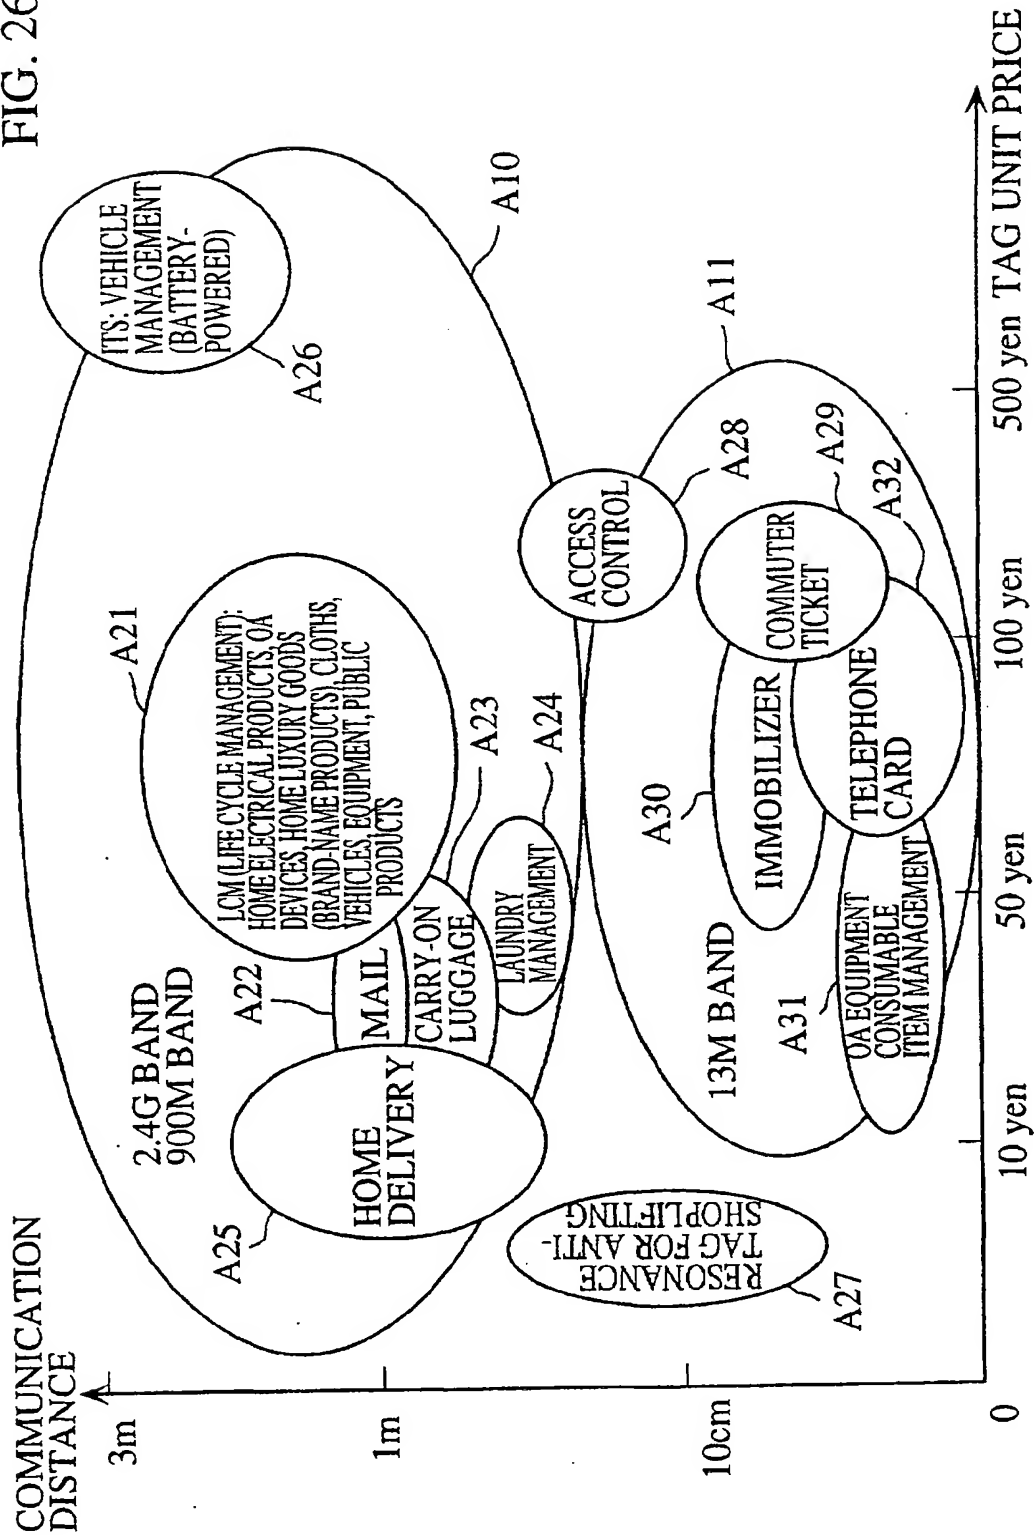 FIG. 26
COMMUNICATION
DISTANCE
3m
1m
10cm
0
10 yen
50 yen
100 yen
500 yen
TAG UNIT PRICE
2.4G BAND
900M BAND
A10
A21
LCM (LIFE CYCLE MANAGEMENT):
HOME ELECTRICAL PRODUCTS, OA
DEVICES, HOME LUXURY GOODS
(BRAND-NAME PRODUCTS), CLOTHS,
VEHICLES, EQUIPMENT, PUBLIC
PRODUCTS
ITS: VEHICLE
MANAGEMENT
(BATTERY-
POWERED)
A26
A22
MAIL
CARRY-ON
LUGGAGE
A23
LAUNDRY
MANAGEMENT
A24
A25
HOME
DELIVERY
RESONANCE
TAG FOR ANTI-
SHOPLIFTING
A27
ACCESS
CONTROL
A28
13M BAND
A11
A30
IMMOBILIZER
COMMUTER
TICKET
A29
TELEPHONE
CARD
A32
A31
OA EQUIPMENT
CONSUMABLE
ITEM MANAGEMENT